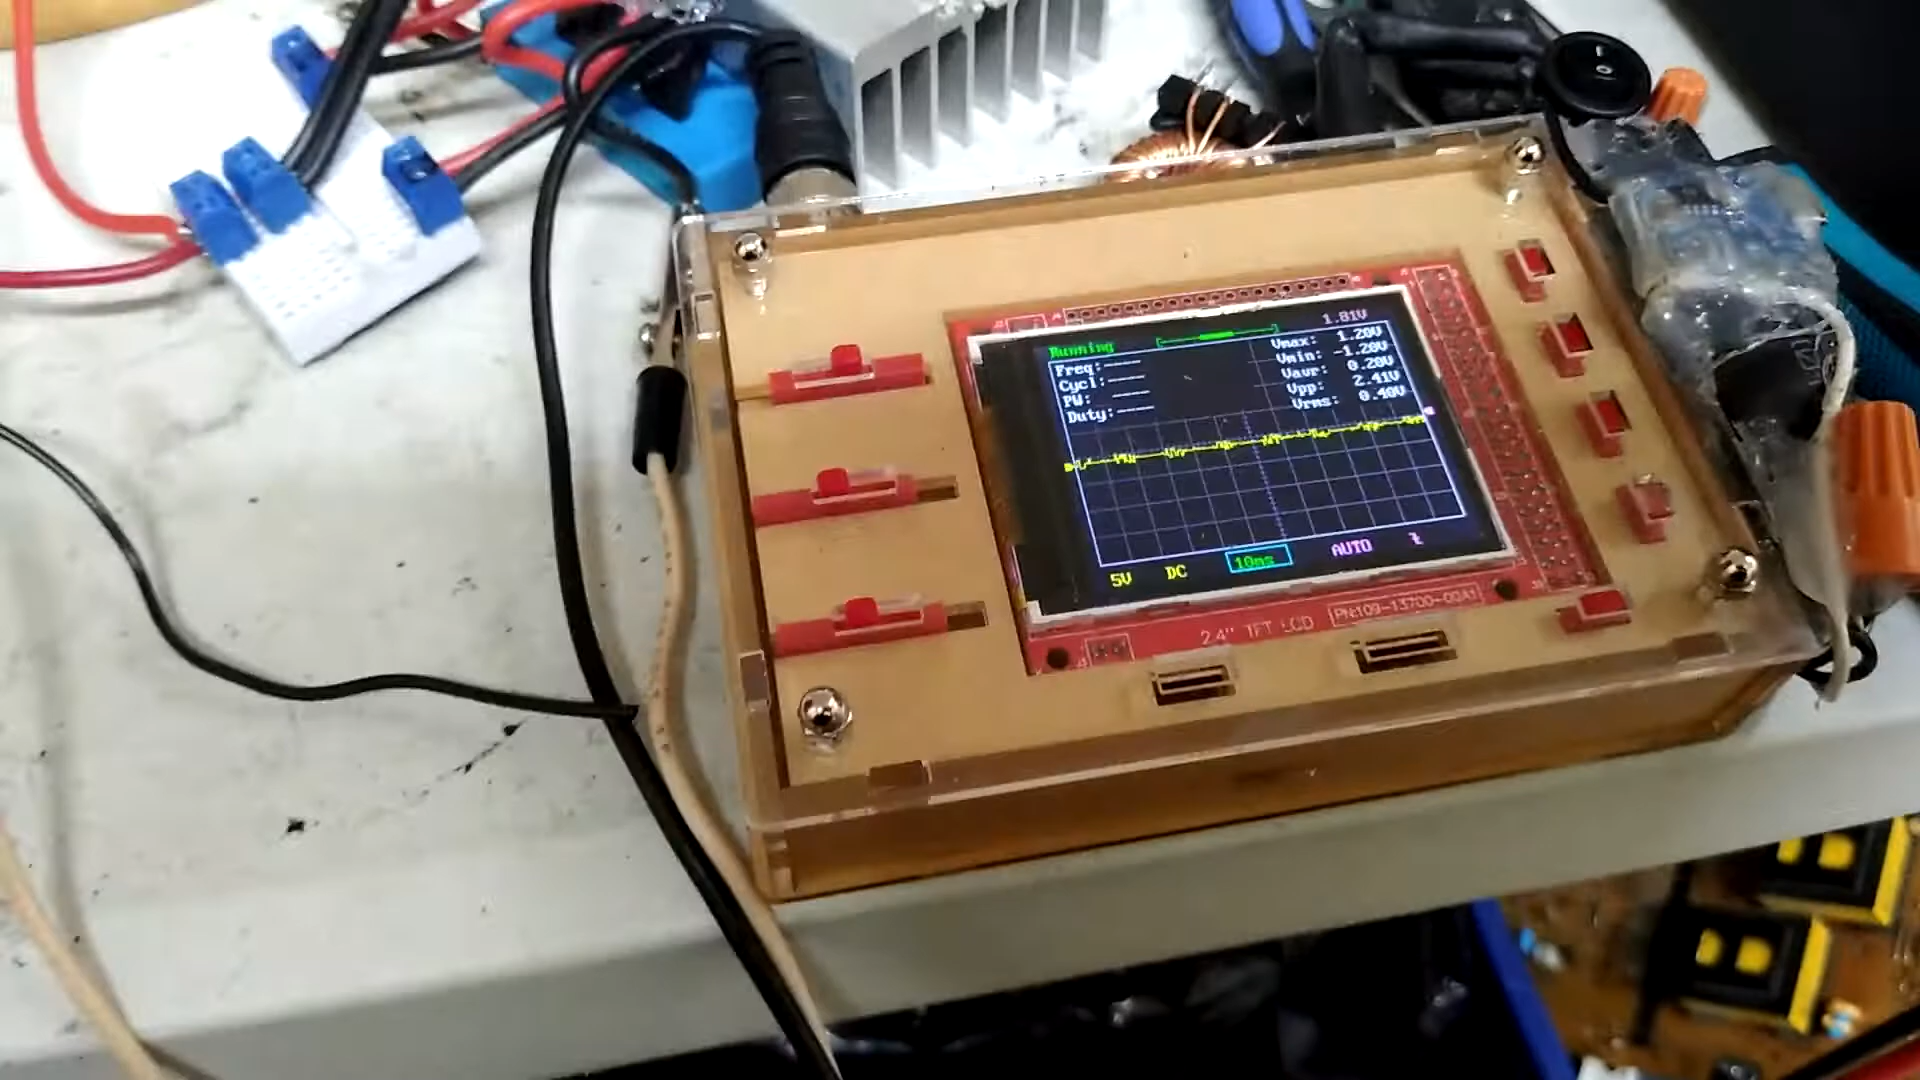 1.81V
Running
Vmax: 1.20V
Freq:----
Vmin: -1.20V
Cycl:----
Vavr: 0.20V
PW: ----
Vpp: 2.41V
Duty:----
Vrms: 0.40V
5V DC 10ms AUTO
2.4" TFT LCD PN:109-13700-00A1